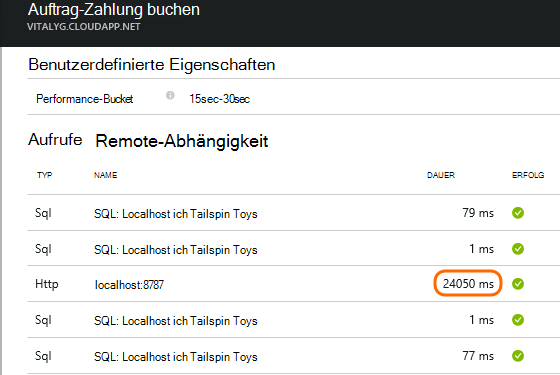 Auftrag-Zahlung buchen
VITALYG.CLOUDAPP.NET
Benutzerdefinierte Eigenschaften
Performance-Bucket 15sec-30sec
Aufrufe Remote-Abhängigkeit
TYP NAME DAUER ERFOLG
Sql SQL: Localhost ich Tailspin Toys 79 ms
Sql SQL: Localhost ich Tailspin Toys 1 ms
Http localhost:8787 24050 ms
Sql SQL: Localhost ich Tailspin Toys 1 ms
Sql SQL: Localhost ich Tailspin Toys 77 ms